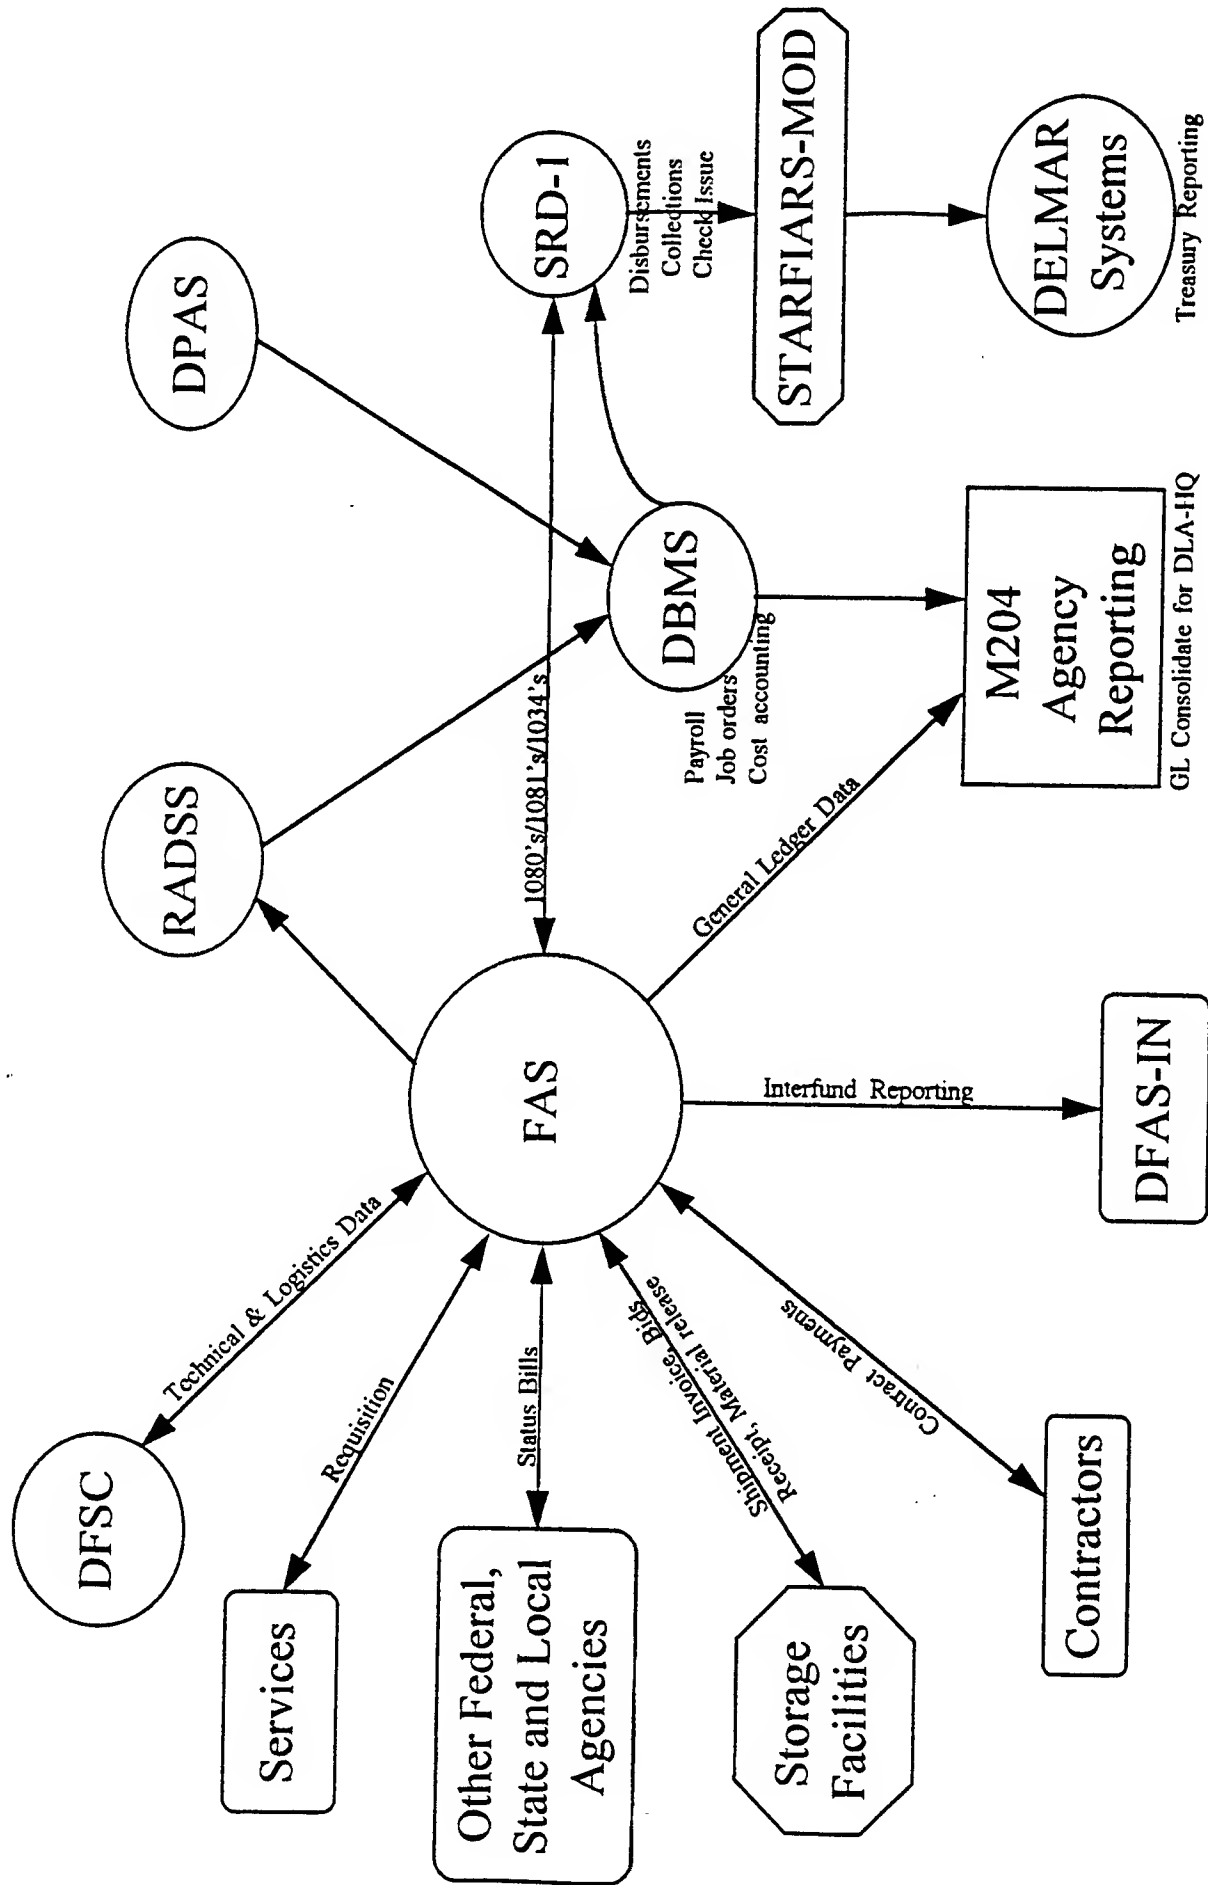 DFSC
Technical & Logistics Data
Services
Requisition
Other Federal,
State and Local
Agencies
Status Bills
Storage
Facilities
Shipment Invoice, Bids
Receipt, Material release
Contractors
Contract Payments
FAS
Interfund Reporting
DFAS-IN
RADSS
DPAS
1080's/1081's/1034's
General Ledger Data
DBMS
Payroll
Job orders
Cost accounting
M204
Agency
Reporting
GL Consolidate for DLA-HQ
SRD-1
Disbursements
Collections
Check Issue
STARFIARS-MOD
DELMAR
Systems
Treasury Reporting